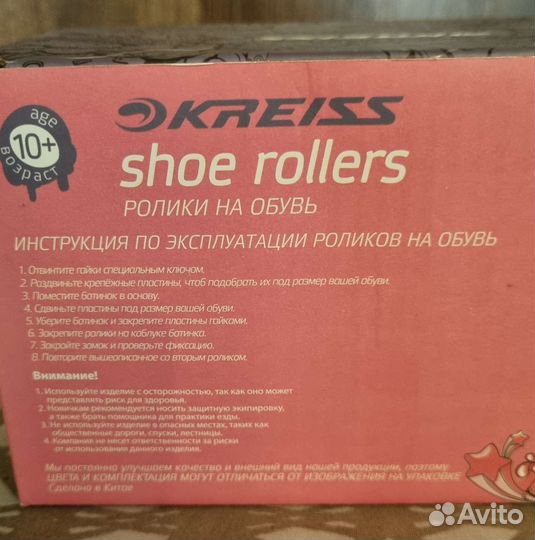 age
10+
возраст
KREISS
shoe rollers
РОЛИКИ НА ОБУВЬ
ИНСТРУКЦИЯ ПО ЭКСПЛУАТАЦИИ РОЛИКОВ НА ОБУВЬ
1. Отвинтите гайки специальным ключом.
2. Раздвиньте крепёжные пластины, чтоб подобрать их под размер вашей обуви.
3. Поместите ботинок в основу.
4. Сдвиньте пластины под размер вашей обуви.
5. Уберите ботинок и закрепите пластины гайками.
6. Закрепите ролики на каблуке ботинка.
7. Закройте замок и проверьте фиксацию.
8. Повторите вышеописанное со вторым роликом.
Внимание!
1. Используйте изделие с осторожностью, так как оно может
представлять риск для здоровья.
2. Новичкам рекомендуется носить защитную экипировку,
а также брать помощника для практики езды.
3. Не используйте изделие в опасных местах, таких как
общественные дороги, спуски, лестницы.
4. Компания не несет ответственности за риски
от использования данного изделия.
Мы постоянно улучшаем качество и внешний вид нашей продукции, поэтому
ЦВЕТА И КОМПЛЕКТАЦИЯ МОГУТ ОТЛИЧАТЬСЯ ОТ ИЗОБРАЖЕНИЯ НА УПАКОВКЕ
Сделано в Китае
Avito